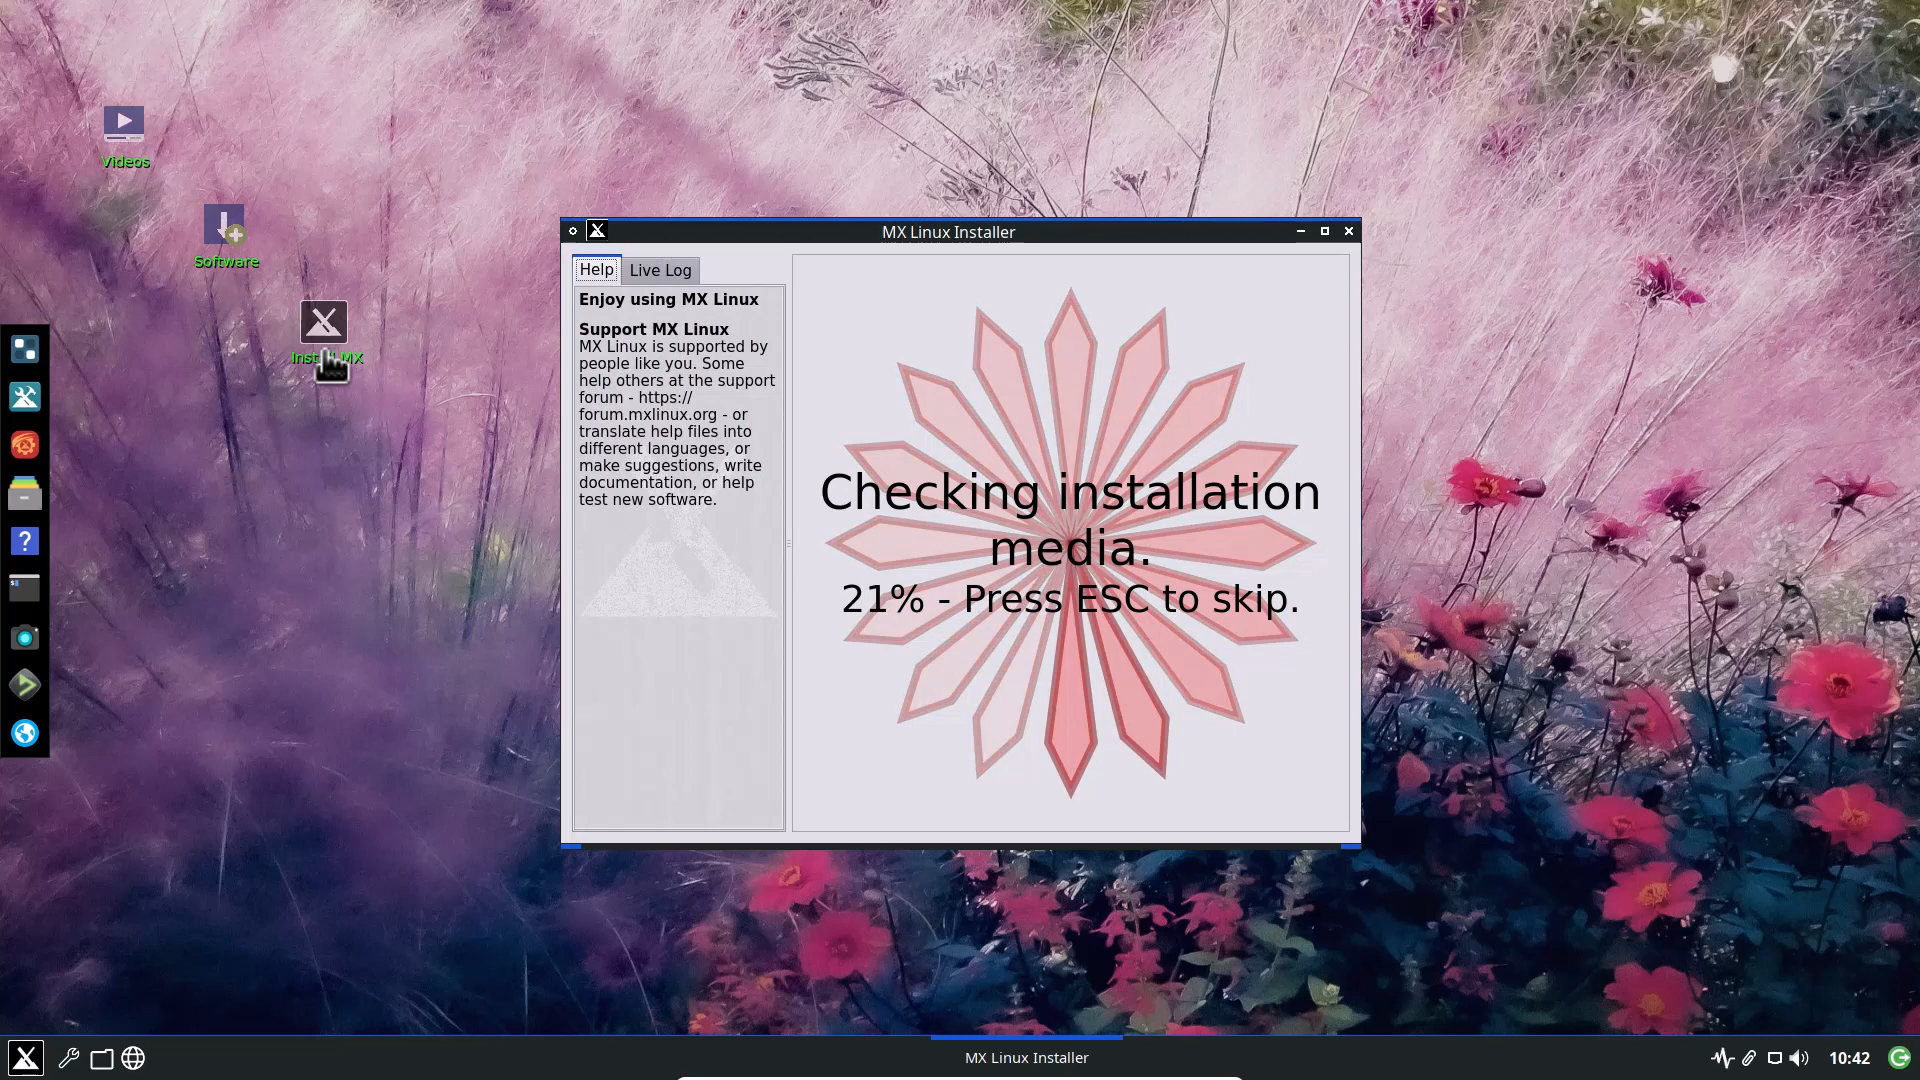 Videos
Software
MX Linux Installer
Help
Live Log
Enjoy using MX Linux
Support MX Linux
MX Linux is supported by
people like you. Some
help others at the support
forum - https://
forum.mxlinux.org - or
translate help files into
different languages, or
make suggestions, write
documentation, or help
test new software.
Checking installation
media.
21% - Press ESC to skip.
MX
MX Linux Installer
10:42